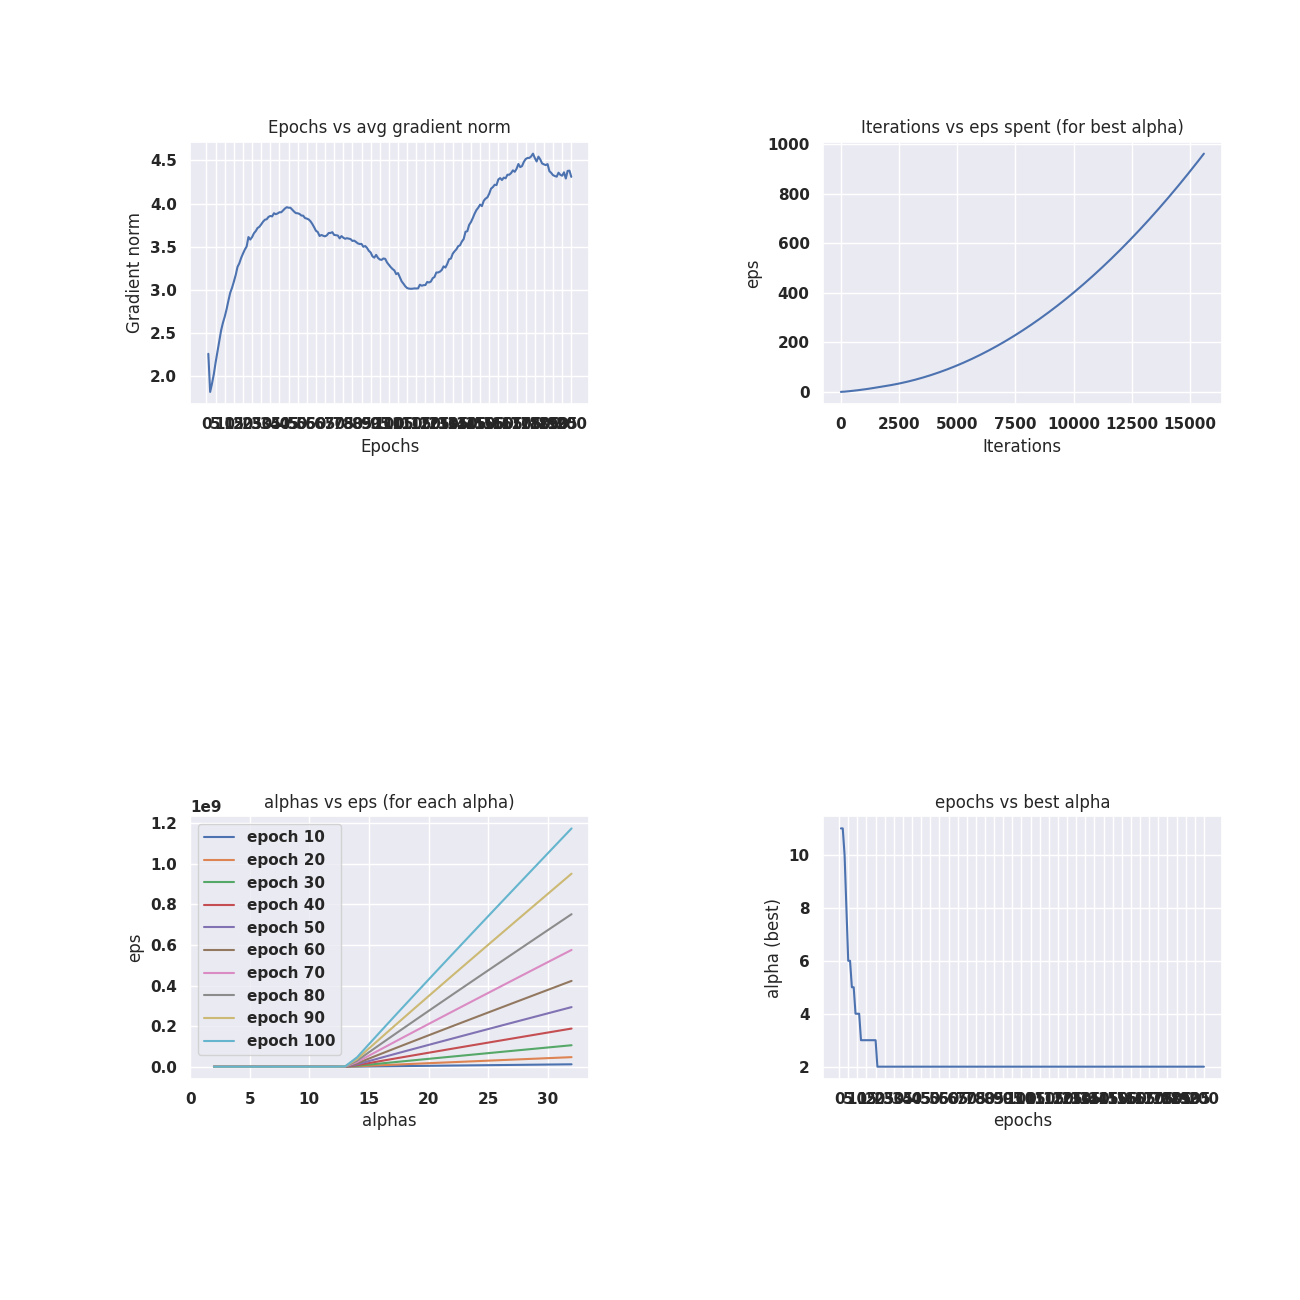 Epochs vs avg gradient norm
4.5
4.0
3.5
3.0
2.5
2.0
Gradient norm
Epochs
Iterations vs eps spent (for best alpha)
1000
800
600
400
200
0
eps
0 2500 5000 7500 10000 12500 15000
Iterations
alphas vs eps (for each alpha)
1e9
1.2
1.0
0.8
0.6
0.4
0.2
0.0
eps
epoch 10
epoch 20
epoch 30
epoch 40
epoch 50
epoch 60
epoch 70
epoch 80
epoch 90
epoch 100
0 5 10 15 20 25 30
alphas
epochs vs best alpha
10
8
6
4
2
alpha (best)
epochs